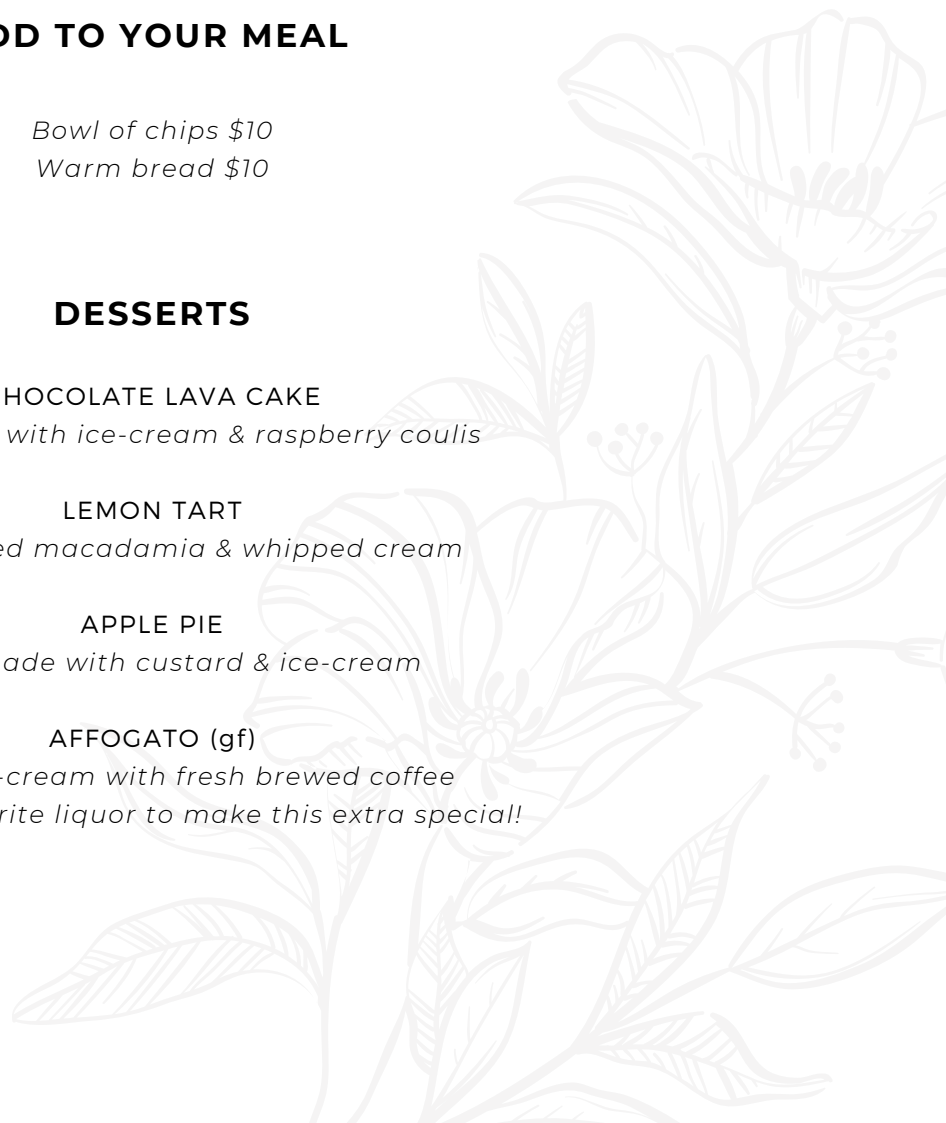 DD TO YOUR MEAL
Bowl of chips $10
Warm bread $10
DESSERTS
HOCOLATE LAVA CAKE
with ice-cream & raspberry coulis
LEMON TART
ed macadamia & whipped cream
APPLE PIE
ade with custard & ice-cream
AFFOGATO (gf)
-cream with fresh brewed coffee
rite liquor to make this extra special!